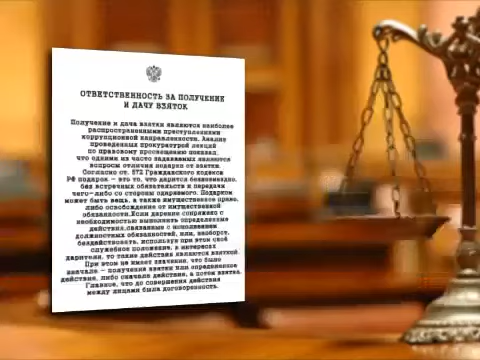 ОТВЕТСТВЕННОСТЬ ЗА ПОЛУЧЕНИЕ
И ДАЧУ ВЗЯТОК
Получение и дача взятки являются наиболее
распространенными преступлениями
коррупционной направленности. Анализ
проведенных прокуратурой лекций
по правовому просвещению показал,
что одними из часто задаваемых являются
вопросы отличия подарка от взятки.
Согласно ст. 572 Гражданского кодекса
РФ подарок – это то, что дарится безвозмездно,
без встречных обязательств и передачи
чего-либо со стороны одаряемого. Подарком
может быть вещь, а также имущественное право,
либо освобождение от имущественной
обязанности.Если дарение сопряжено с
необходимостью выполнить определенные
действия,связанные с исполнением
должностных обязанностей, или, наоборот,
бездействовать, используя при этом своё
служебное положение, в интересах
дарителя, то такие действия являются взяткой.
При этом не имеет значения, что было
вначале – получения взятки или определенное
действия, либо сначала действия, а потом взятка.
Главное, что до совершения действия
между лицами была договоренность.